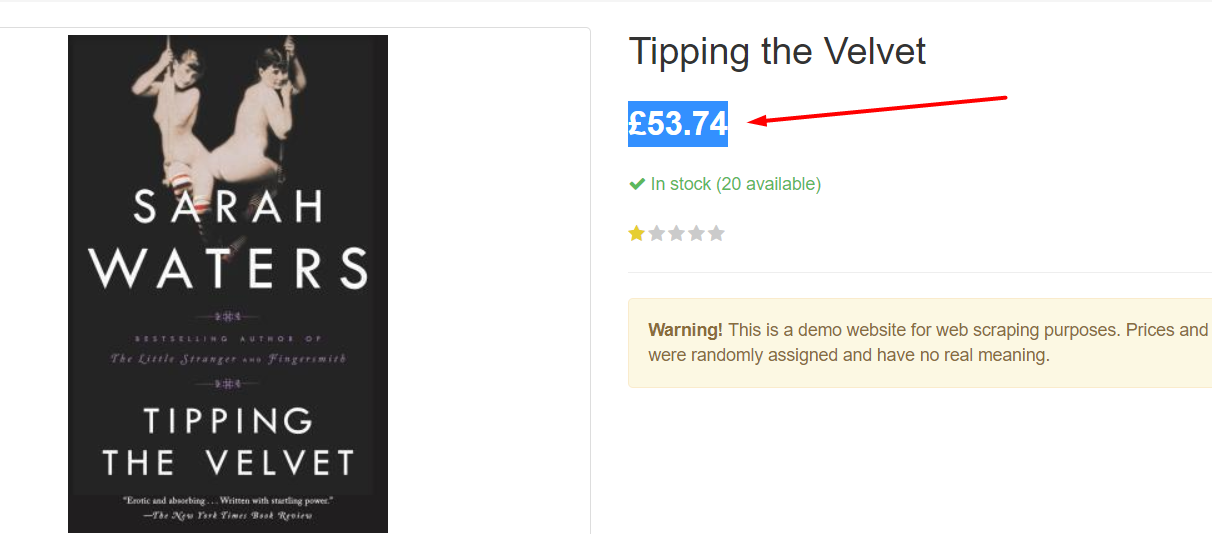 Tipping the Velvet
£53.74
In stock (20 available)
Warning! This is a demo website for web scraping purposes. Prices and
were randomly assigned and have no real meaning.
SARAH
WATERS
BESTSELLING AUTHOR OF
The Little Stranger AND Fingersmith
TIPPING
THE VELVET
“Erotic and absorbing . . . Written with startling power.”
—The New York Times Book Review